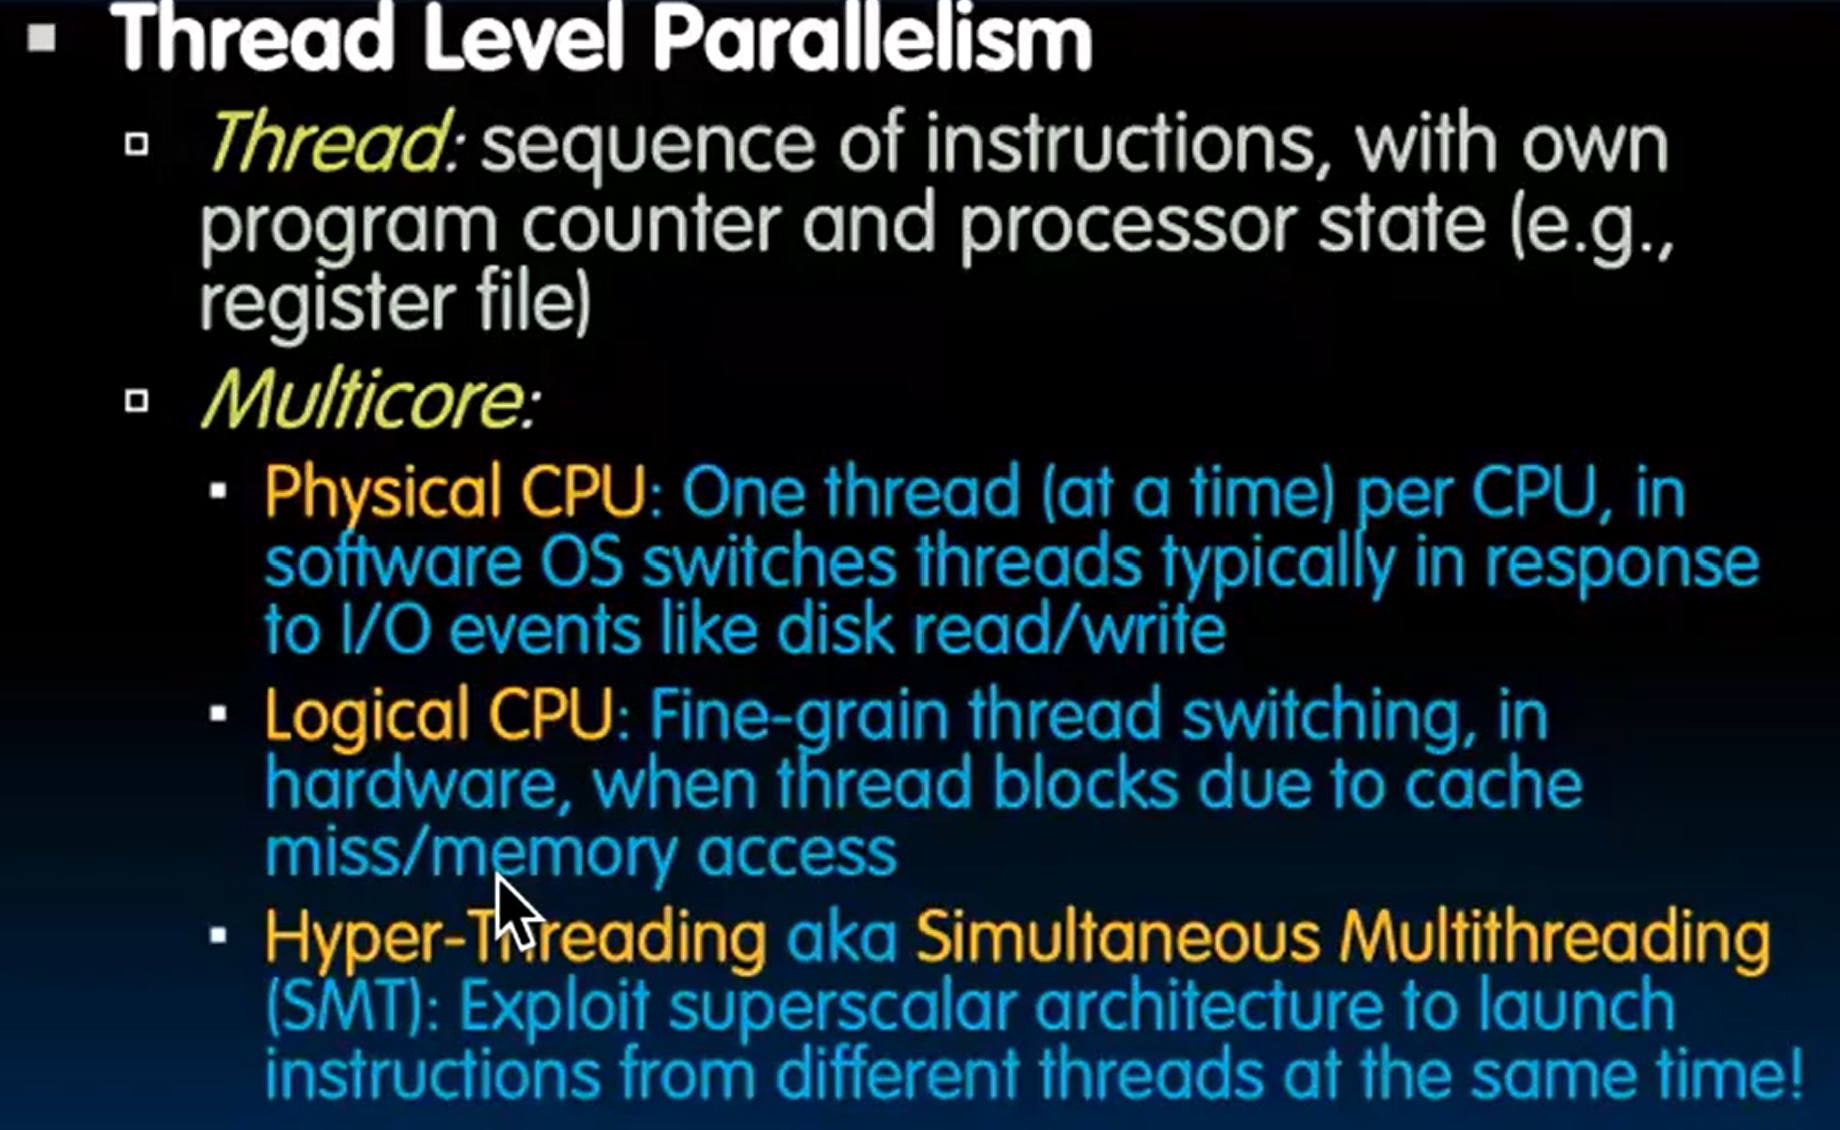 Thread Level Parallelism
Thread: sequence of instructions, with own
program counter and processor state (e.g.,
register file)
Multicore:
Physical CPU: One thread (at a time) per CPU, in
software OS switches threads typically in response
to I/O events like disk read/write
Logical CPU: Fine-grain thread switching, in
hardware, when thread blocks due to cache
miss/memory access
Hyper-Threading aka Simultaneous Multithreading
(SMT): Exploit superscalar architecture to launch
instructions from different threads at the same time!